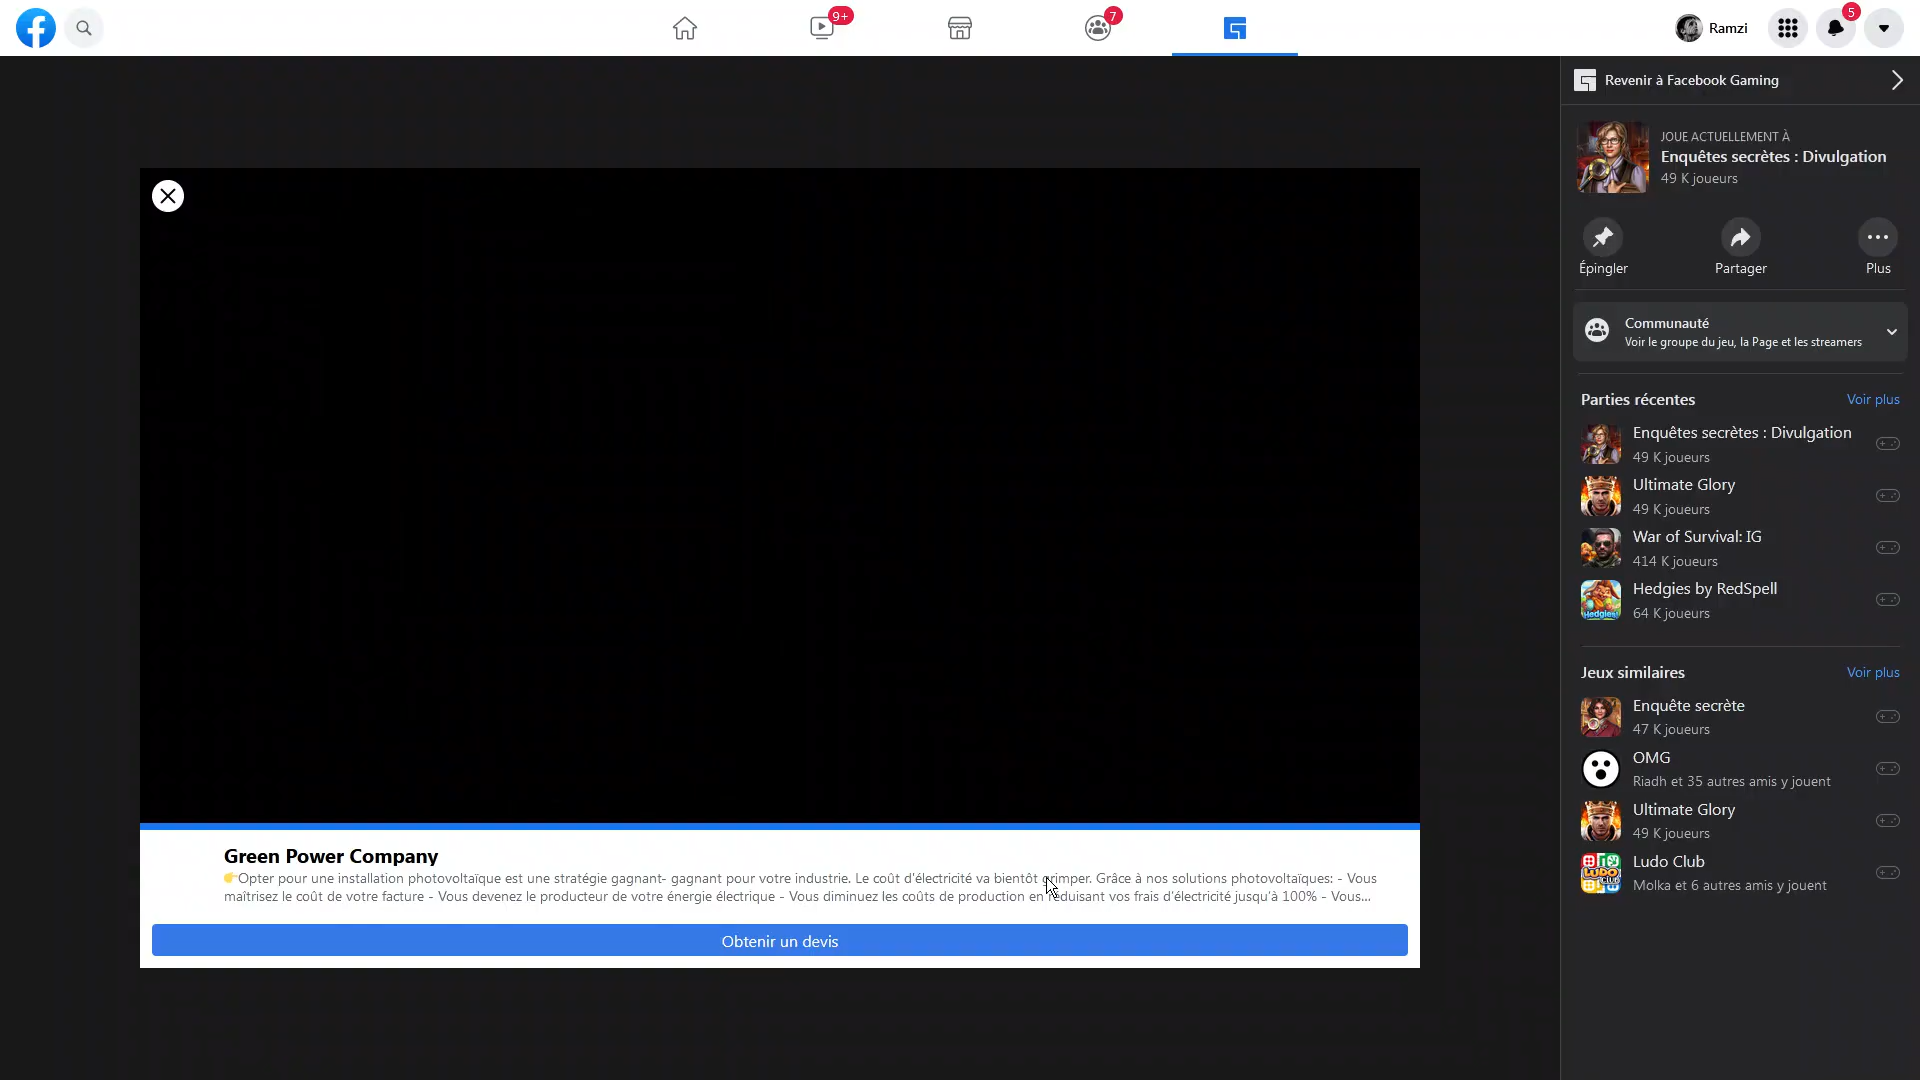 9+
7
Ramzi
5
Revenir à Facebook Gaming
JOUE ACTUELLEMENT À
Enquêtes secrètes : Divulgation
49 K joueurs
Épingler
Partager
Plus
Communauté
Voir le groupe du jeu, la Page et les streamers
Parties récentes
Voir plus
Enquêtes secrètes : Divulgation
49 K joueurs
Ultimate Glory
49 K joueurs
War of Survival: IG
414 K joueurs
Hedgies by RedSpell
64 K joueurs
Jeux similaires
Voir plus
Enquête secrète
47 K joueurs
OMG
Riadh et 35 autres amis y jouent
Ultimate Glory
49 K joueurs
Ludo Club
Molka et 6 autres amis y jouent
Green Power Company
👉Opter pour une installation photovoltaïque est une stratégie gagnant- gagnant pour votre industrie. Le coût d'électricité va bientôt grimper. Grâce à nos solutions photovoltaïques: - Vous
maîtrisez le coût de votre facture - Vous devenez le producteur de votre énergie électrique - Vous diminuez les coûts de production en réduisant vos frais d'électricité jusqu'à 100% - Vous...
Obtenir un devis